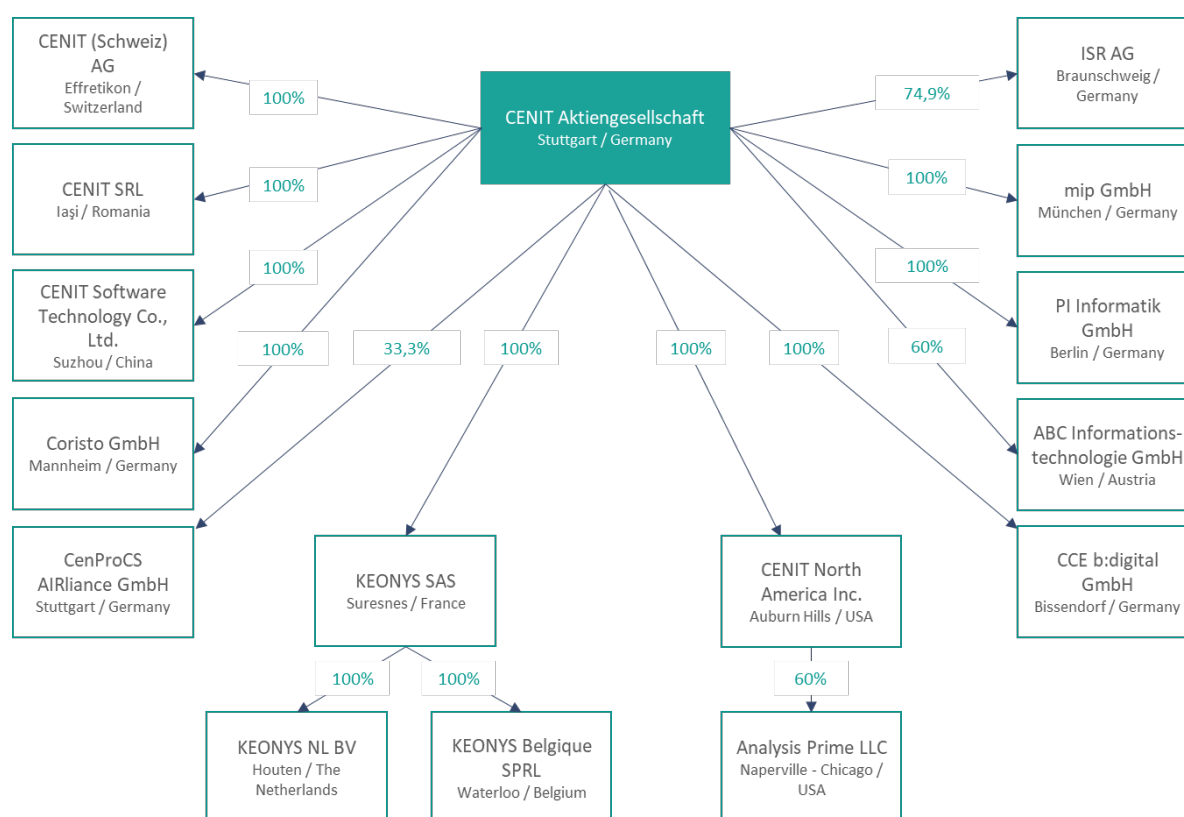 CENIT (Schweiz)
AG
Effretikon /
Switzerland
100%
CENIT Aktiengesellschaft
Stuttgart / Germany
74,9%
ISR AG
Braunschweig /
Germany
CENIT SRL
Iași / Romania
100%
100%
mip GmbH
München / Germany
CENIT Software
Technology Co.,
Ltd.
Suzhou / China
100%
100%
PI Informatik
GmbH
Berlin / Germany
100%
33,3%
100%
100%
100%
60%
Coristo GmbH
Mannheim / Germany
ABC Informations-
technologie GmbH
Wien / Austria
CenProCS
AIRliance GmbH
Stuttgart / Germany
KEONYS SAS
Suresnes / France
CENIT North
America Inc.
Auburn Hills / USA
CCE b:digital
GmbH
Bissendorf / Germany
100%
100%
60%
KEONYS NL BV
Houten / The
Netherlands
KEONYS Belgique
SPRL
Waterloo / Belgium
Analysis Prime LLC
Naperville - Chicago /
USA